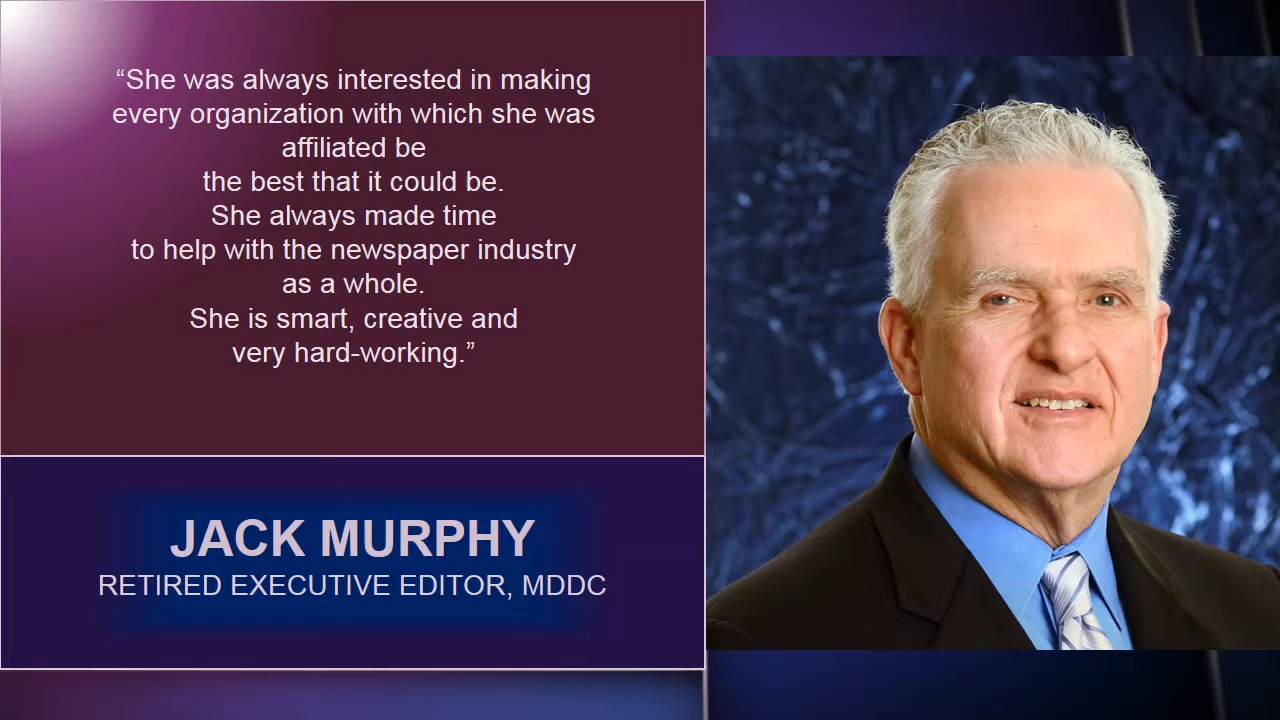 “She was always interested in making
every organization with which she was
affiliated be
the best that it could be.
She always made time
to help with the newspaper industry
as a whole.
She is smart, creative and
very hard-working.”
JACK MURPHY
RETIRED EXECUTIVE EDITOR, MDDC